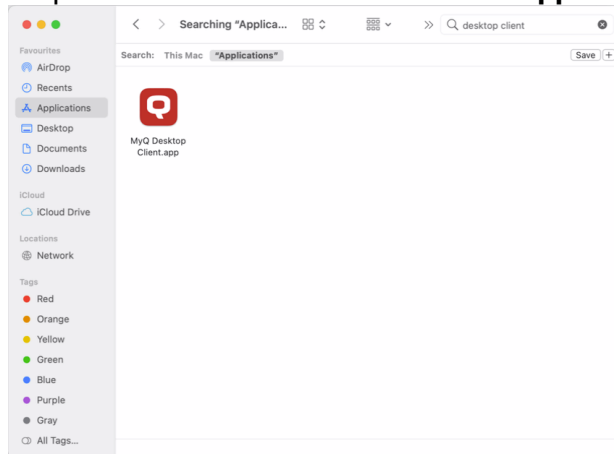 Searching “Applica...
desktop client
Favourites
AirDrop
Recents
Applications
Desktop
Documents
Downloads
iCloud
iCloud Drive
Locations
Network
Tags
Red
Orange
Yellow
Green
Blue
Purple
Gray
All Tags...
Search: This Mac “Applications” Save +
MyQ Desktop
Client.app